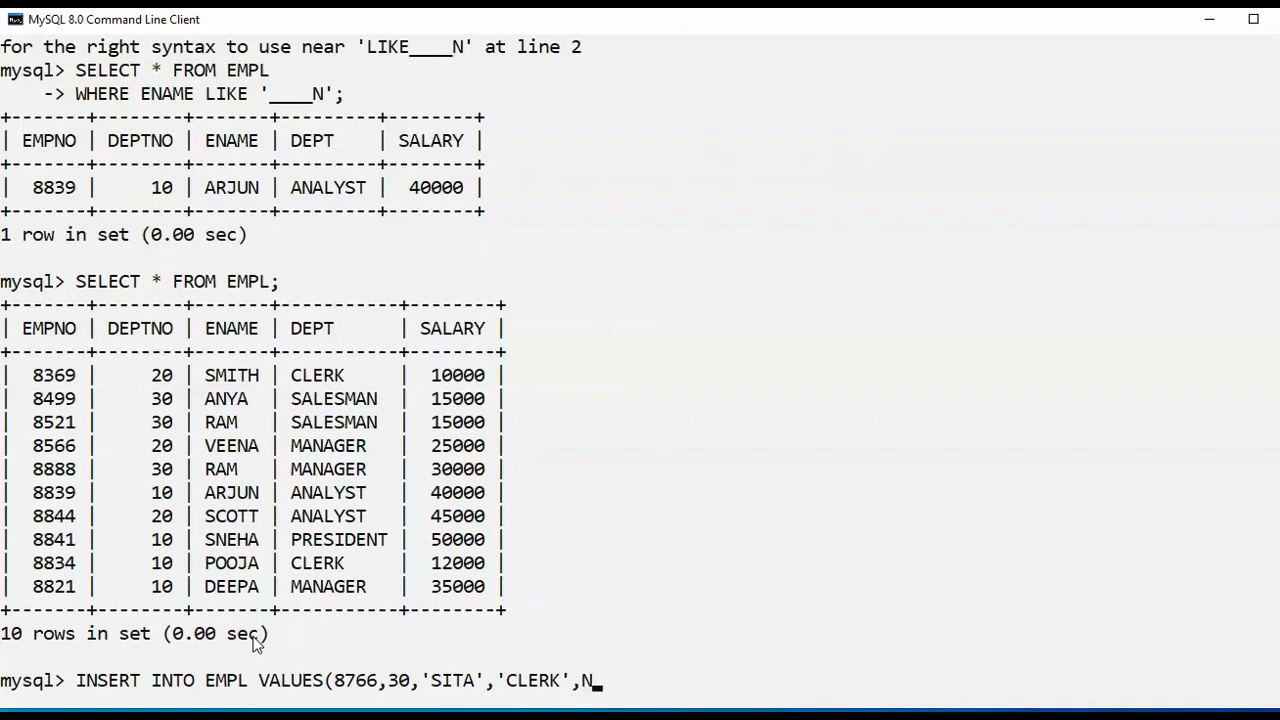 MySQL 8.0 Command Line Client
for the right syntax to use near 'LIKE____N' at line 2
mysql> SELECT * FROM EMPL
    -> WHERE ENAME LIKE '____N';
+-------+--------+-------+---------+--------+
| EMPNO | DEPTNO | ENAME | DEPT    | SALARY |
+-------+--------+-------+---------+--------+
|  8839 |     10 | ARJUN | ANALYST |  40000 |
+-------+--------+-------+---------+--------+
1 row in set (0.00 sec)
mysql> SELECT * FROM EMPL;
+-------+--------+-------+-----------+--------+
| EMPNO | DEPTNO | ENAME | DEPT      | SALARY |
+-------+--------+-------+-----------+--------+
|  8369 |     20 | SMITH | CLERK     |  10000 |
|  8499 |     30 | ANYA  | SALESMAN  |  15000 |
|  8521 |     30 | RAM   | SALESMAN  |  15000 |
|  8566 |     20 | VEENA | MANAGER   |  25000 |
|  8888 |     30 | RAM   | MANAGER   |  30000 |
|  8839 |     10 | ARJUN | ANALYST   |  40000 |
|  8844 |     20 | SCOTT | ANALYST   |  45000 |
|  8841 |     10 | SNEHA | PRESIDENT |  50000 |
|  8834 |     10 | POOJA | CLERK     |  12000 |
|  8821 |     10 | DEEPA | MANAGER   |  35000 |
+-------+--------+-------+-----------+--------+
10 rows in set (0.00 sec)
mysql> INSERT INTO EMPL VALUES(8766,30,'SITA','CLERK',N